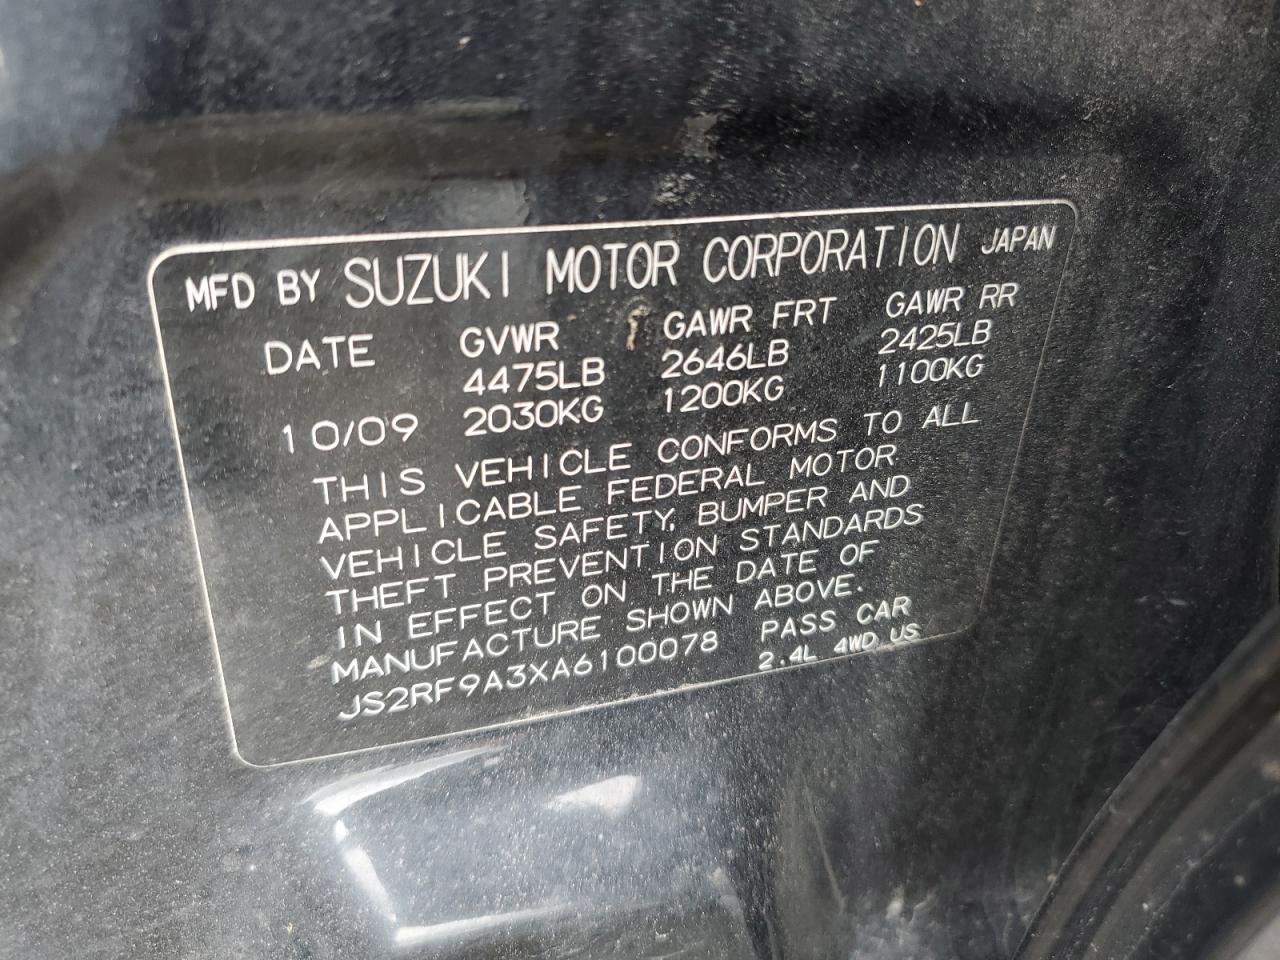 MFD BY SUZUKI MOTOR CORPORATION JAPAN
DATE GVWR GAWR FRT GAWR RR
4475LB 2646LB 2425LB
10/09 2030KG 1200KG 1100KG
THIS VEHICLE CONFORMS TO ALL
APPLICABLE FEDERAL MOTOR
VEHICLE SAFETY, BUMPER AND
THEFT PREVENTION STANDARDS
IN EFFECT ON THE DATE OF
MANUFACTURE SHOWN ABOVE.
JS2RF9A3XA6100078 PASS CAR
2.4L 4WD US